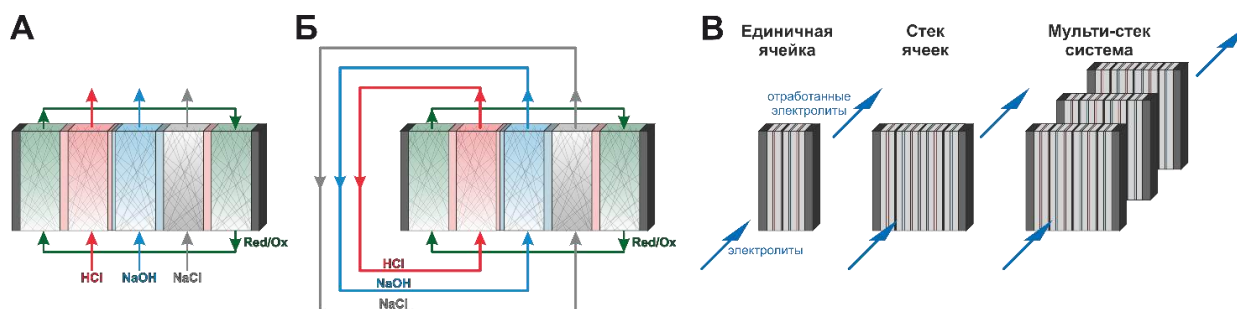 А
Red/Ox
HCl NaOH NaCl
Б
Red/Ox
HCl
NaOH
NaCl
В
Единичная
ячейка
Стек
ячеек
Мульти-стек
система
отработанные
электролиты
электролиты